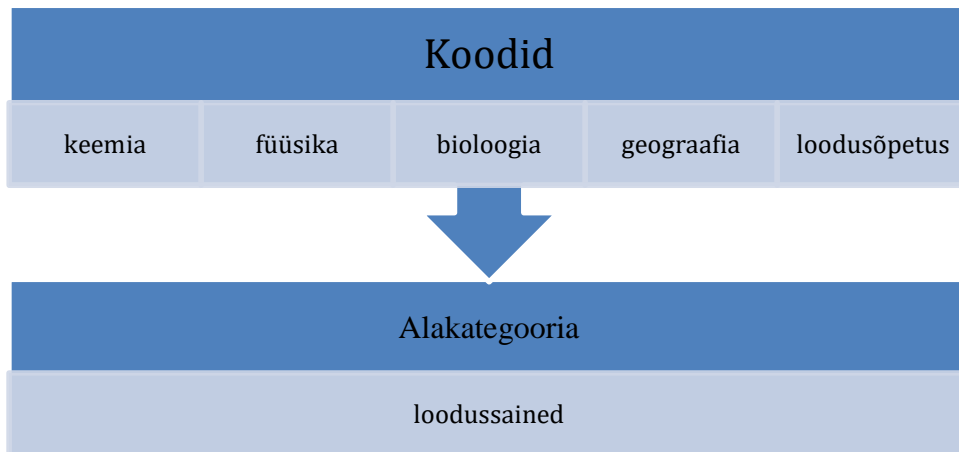 Koodid
keemia füüsika bioloogia geograafia loodusõpetus
Alakategooria
loodussained